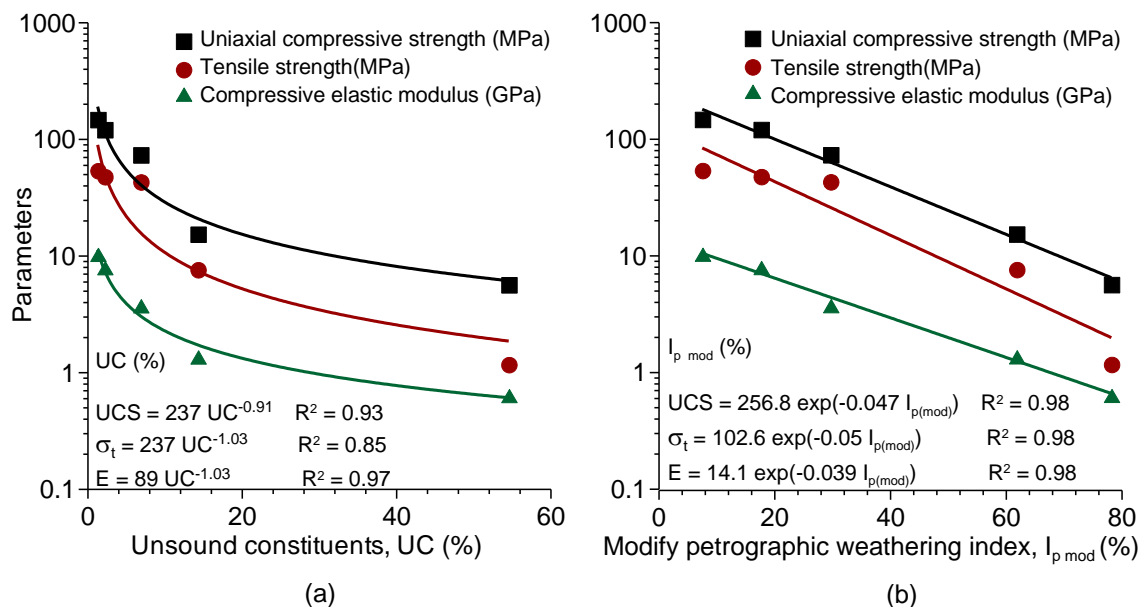 1000
100
10
1
0.1
Parameters
Uniaxial compressive strength (MPa)
Tensile strength(MPa)
Compressive elastic modulus (GPa)
UC (%)
UCS = 237 UC^-0.91 R² = 0.93
σt = 237 UC^-1.03 R² = 0.85
E = 89 UC^-1.03 R² = 0.97
0 20 40 60
Unsound constituents, UC (%)
(a)
1000
100
10
1
0.1
Uniaxial compressive strength (MPa)
Tensile strength(MPa)
Compressive elastic modulus (GPa)
Ip mod (%)
UCS = 256.8 exp(-0.047 Ip(mod)) R² = 0.98
σt = 102.6 exp(-0.05 Ip(mod)) R² = 0.98
E = 14.1 exp(-0.039 Ip(mod)) R² = 0.98
0 20 40 60 80
Modify petrographic weathering index, Ip mod (%)
(b)